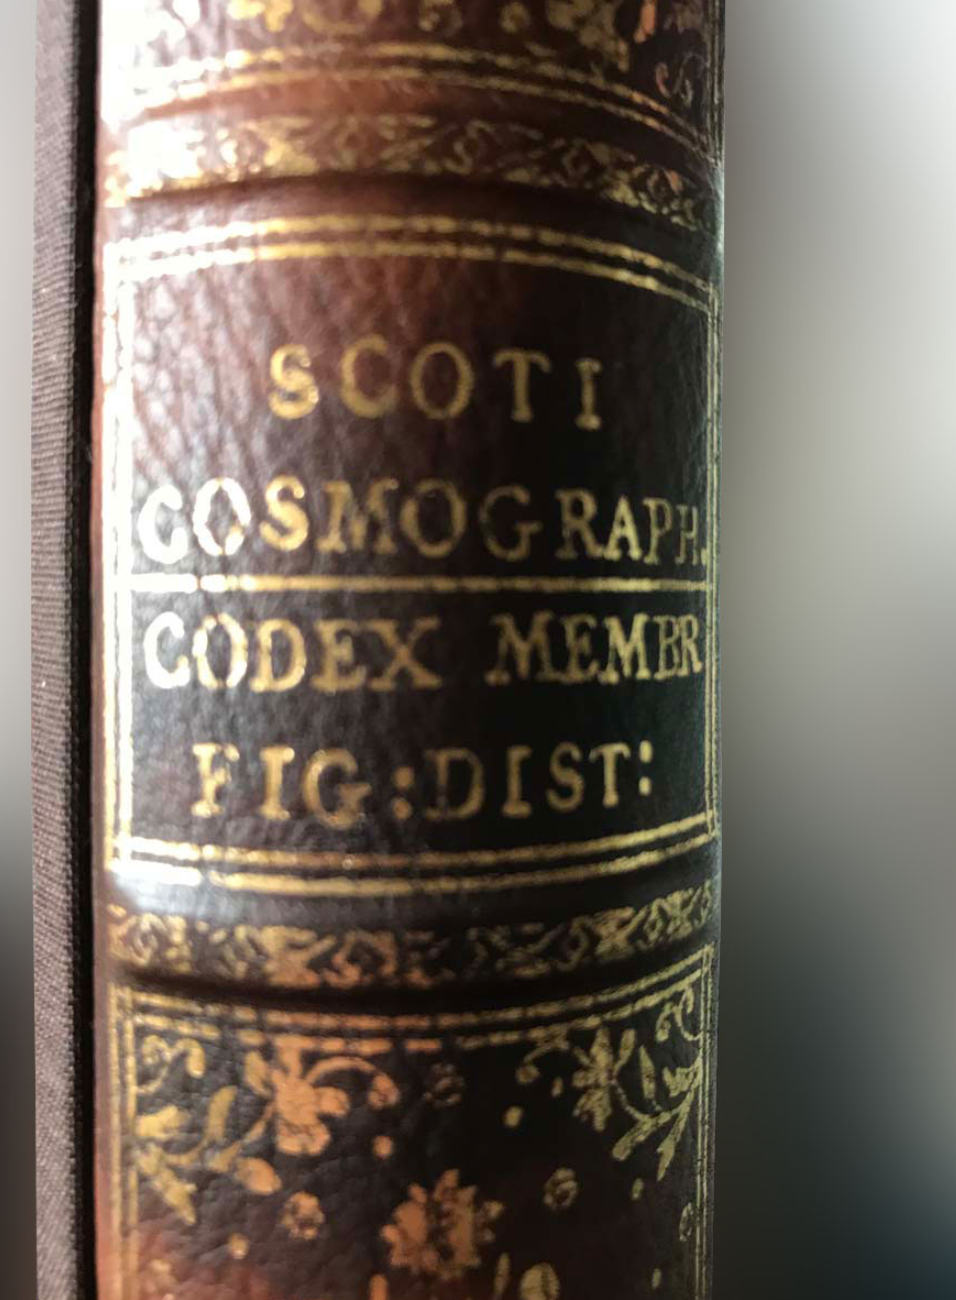 SCOTI
COSMOGRAPH.
CODEX MEMBR
FIG:DIST: